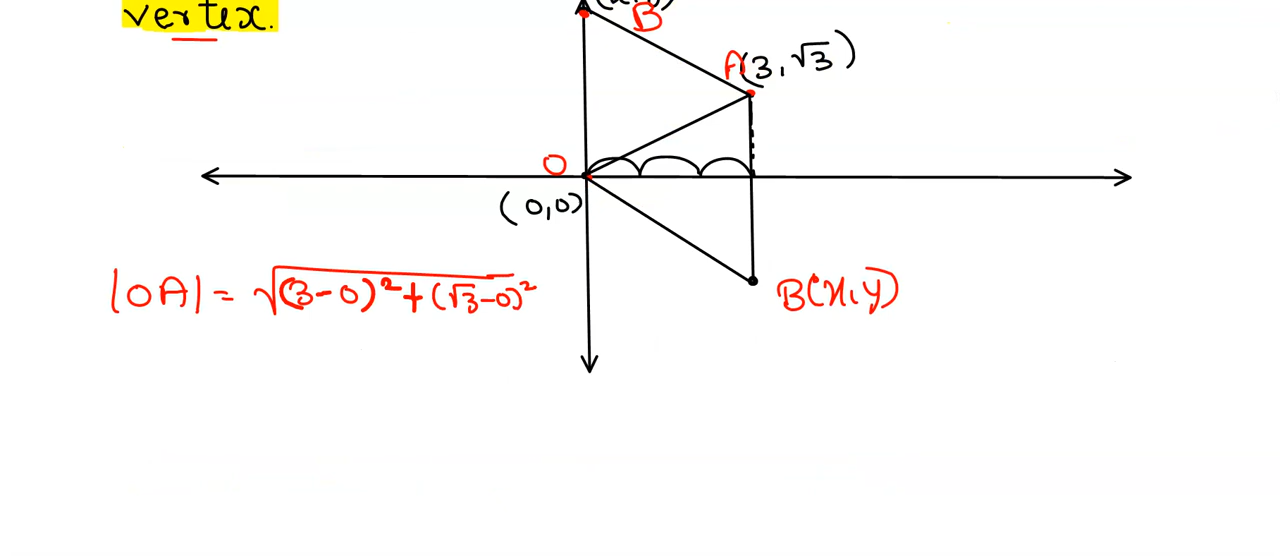 vertex.
B
A(3, √3)
O
(0,0)
|OA| = √(3-0)²+(√3-0)²
B(x,y)